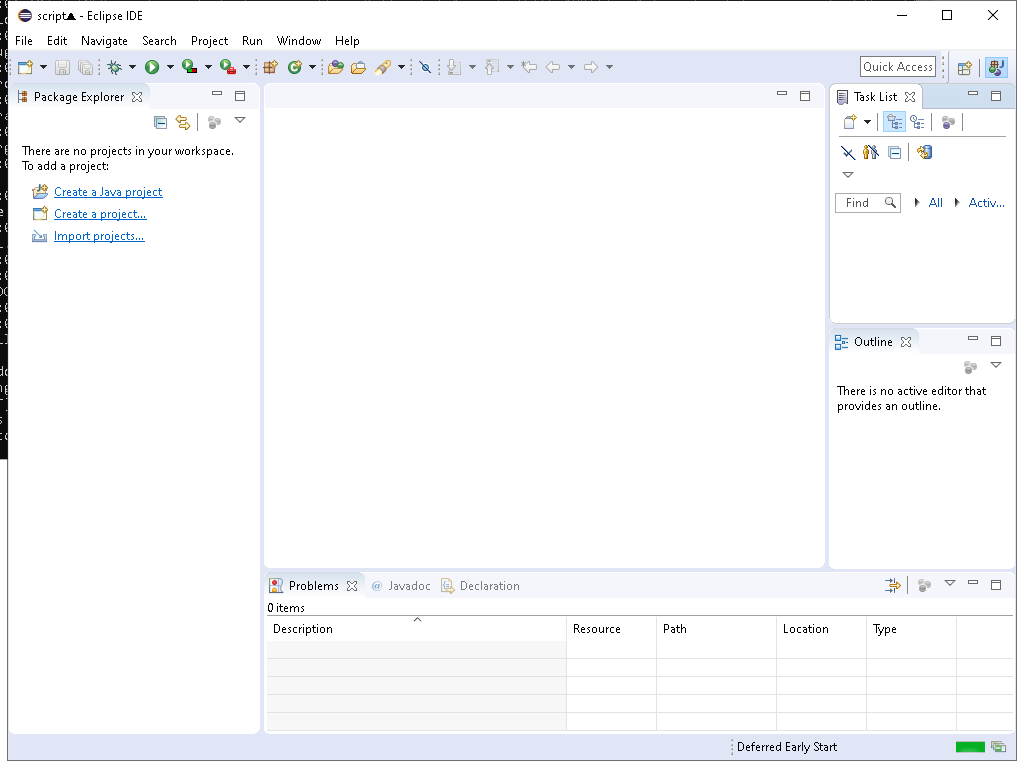 script▲ - Eclipse IDE
File Edit Navigate Search Project Run Window Help
Quick Access
Package Explorer
There are no projects in your workspace.
To add a project:
Create a Java project
Create a project...
Import projects...
Task List
Find All Activ...
Outline
There is no active editor that
provides an outline.
Problems @ Javadoc Declaration
0 items
Description Resource Path Location Type
Deferred Early Start